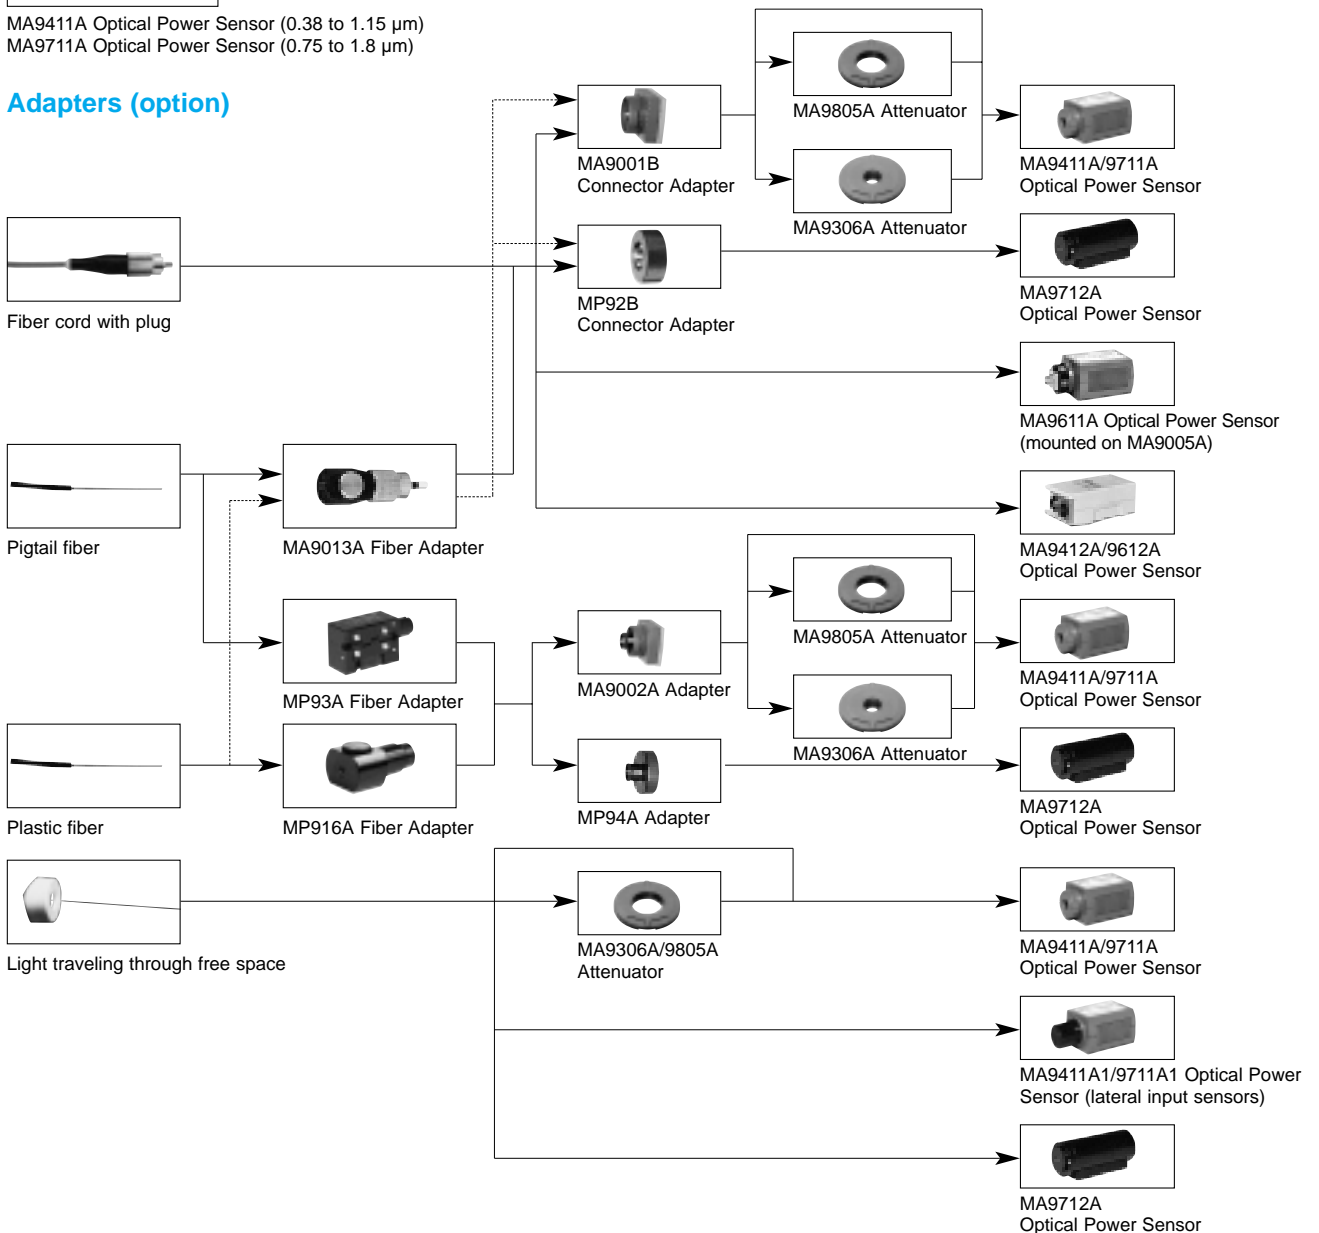 MA9411A Optical Power Sensor (0.38 to 1.15 µm)
MA9711A Optical Power Sensor (0.75 to 1.8 µm)
Adapters (option)
MA9805A Attenuator
MA9001B
Connector Adapter
MA9411A/9711A
Optical Power Sensor
MA9306A Attenuator
Fiber cord with plug
MP92B
Connector Adapter
MA9712A
Optical Power Sensor
MA9611A Optical Power Sensor
(mounted on MA9005A)
Pigtail fiber
MA9013A Fiber Adapter
MA9412A/9612A
Optical Power Sensor
MA9805A Attenuator
MP93A Fiber Adapter
MA9002A Adapter
MA9411A/9711A
Optical Power Sensor
MA9306A Attenuator
Plastic fiber
MP916A Fiber Adapter
MP94A Adapter
MA9712A
Optical Power Sensor
Light traveling through free space
MA9306A/9805A
Attenuator
MA9411A/9711A
Optical Power Sensor
MA9411A1/9711A1 Optical Power
Sensor (lateral input sensors)
MA9712A
Optical Power Sensor